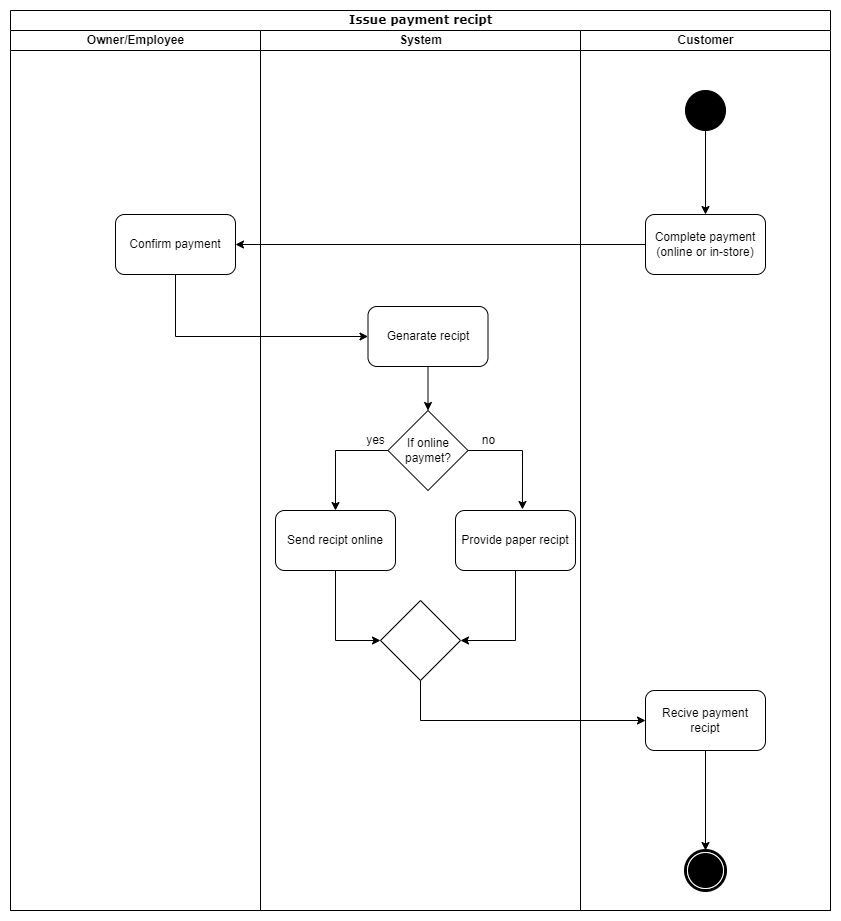 Issue payment recipt
Owner/Employee
System
Customer
Confirm payment
Complete payment
(online or in-store)
Genarate recipt
yes
If online
paymet?
no
Send recipt online
Provide paper recipt
Recive payment
recipt